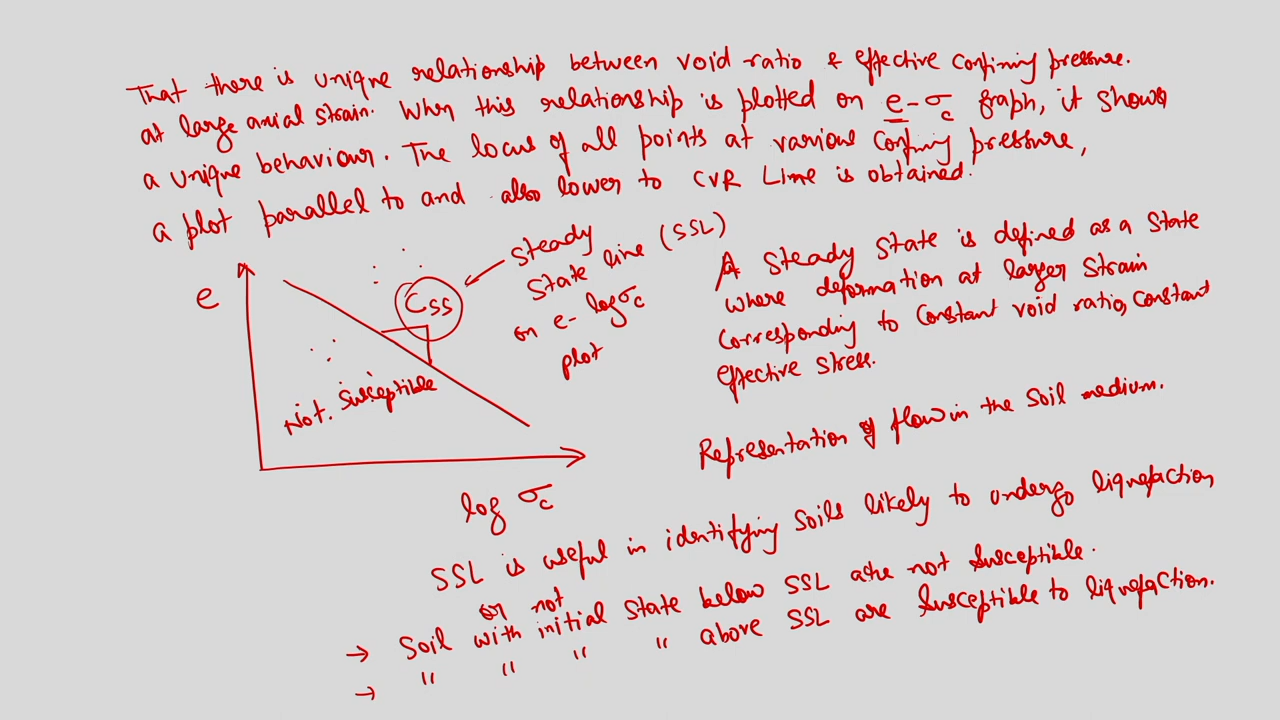 That there is unique relationship between void ratio & effective confining pressure.
at large axial strain. When this relationship is plotted on e - σc graph, it shows
a unique behaviour. The locus of all points at various confining pressure,
a plot parallel to and also lower to CVR Line is obtained.
e
Css
Steady
State line (SSL)
on e - log σc
plot
Not. Susceptible
log σc
A Steady State is defined as a State
where deformation at larger Strain
Corresponding to Constant void ratio, Constant
effective stress.
Representation of flow in the Soil medium.
SSL is useful in identifying Soils likely to undergo liquefaction
or not
→ Soil with initial State below SSL are not Susceptible.
→ " " " " above SSL are Susceptible to liquefaction.